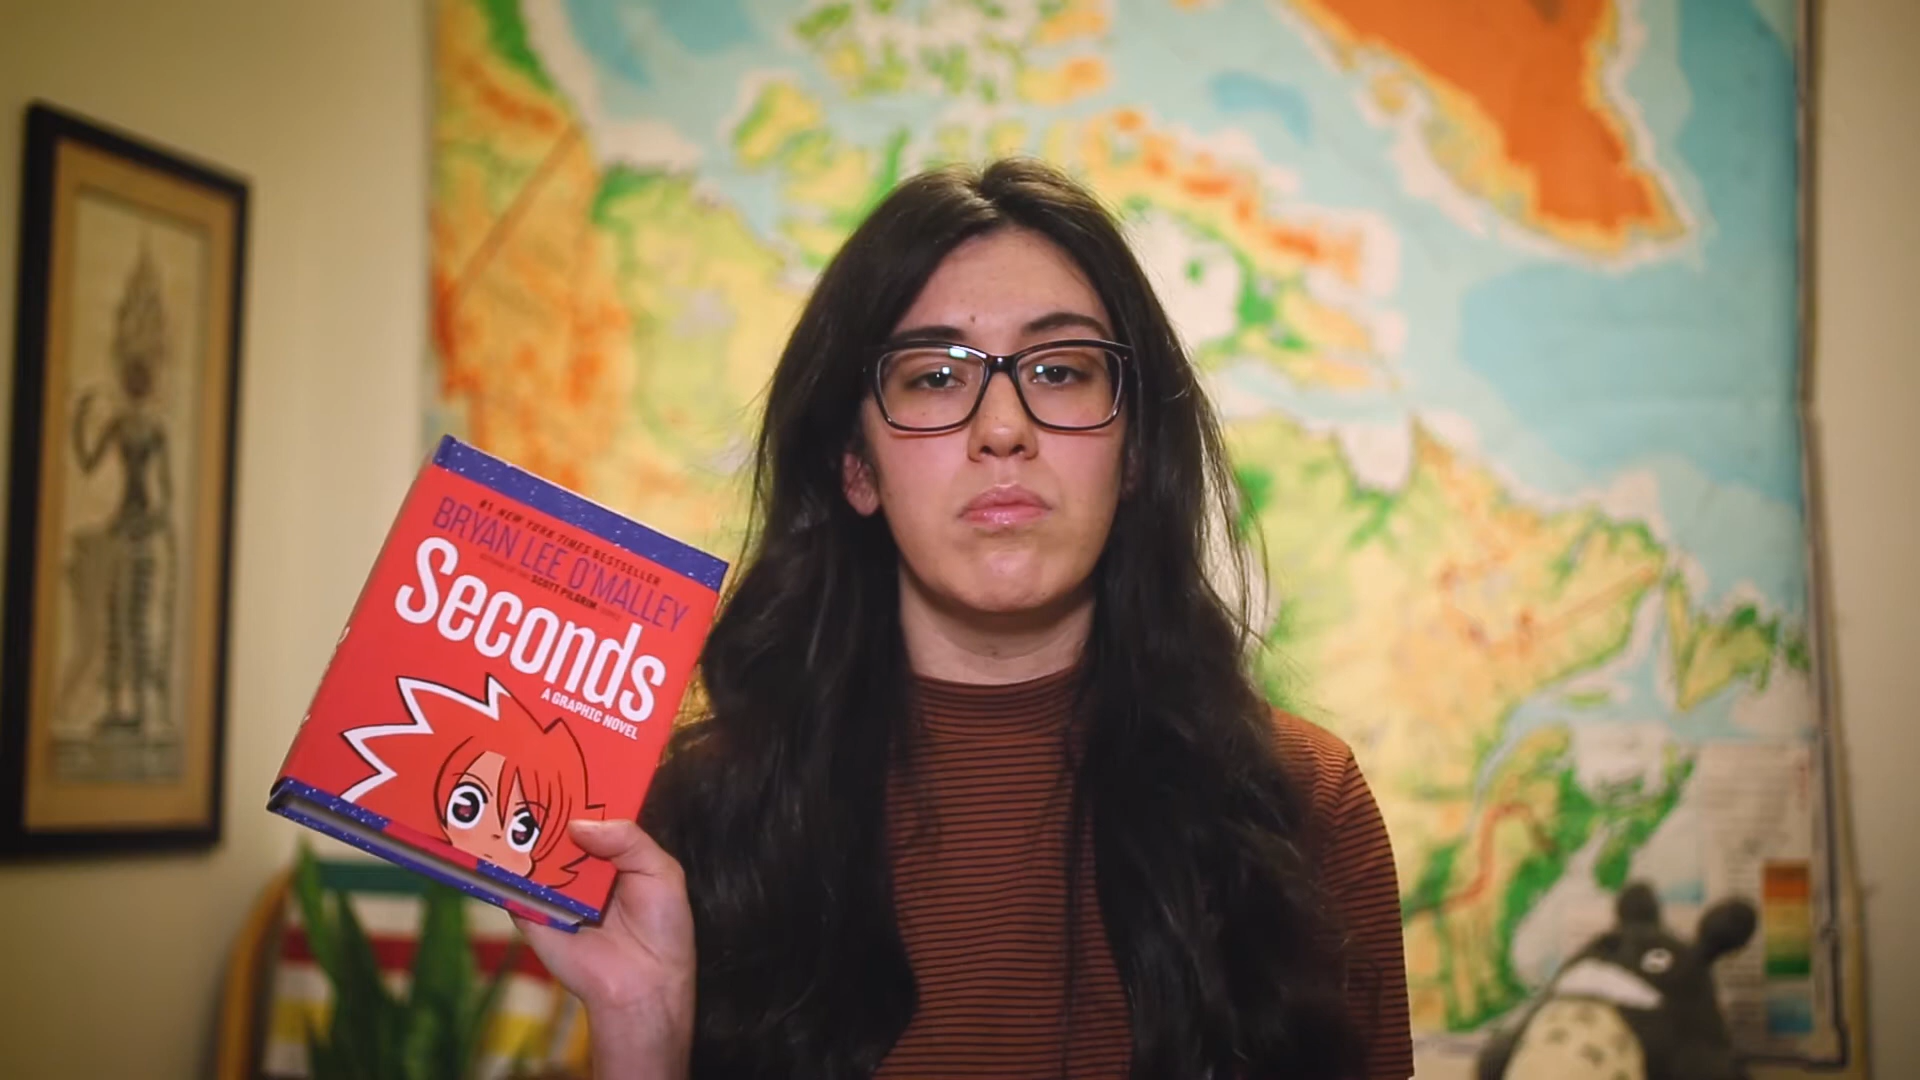 #1 NEW YORK TIMES BESTSELLER
BRYAN LEE O'MALLEY
SCOTT PILGRIM
Seconds
A GRAPHIC NOVEL